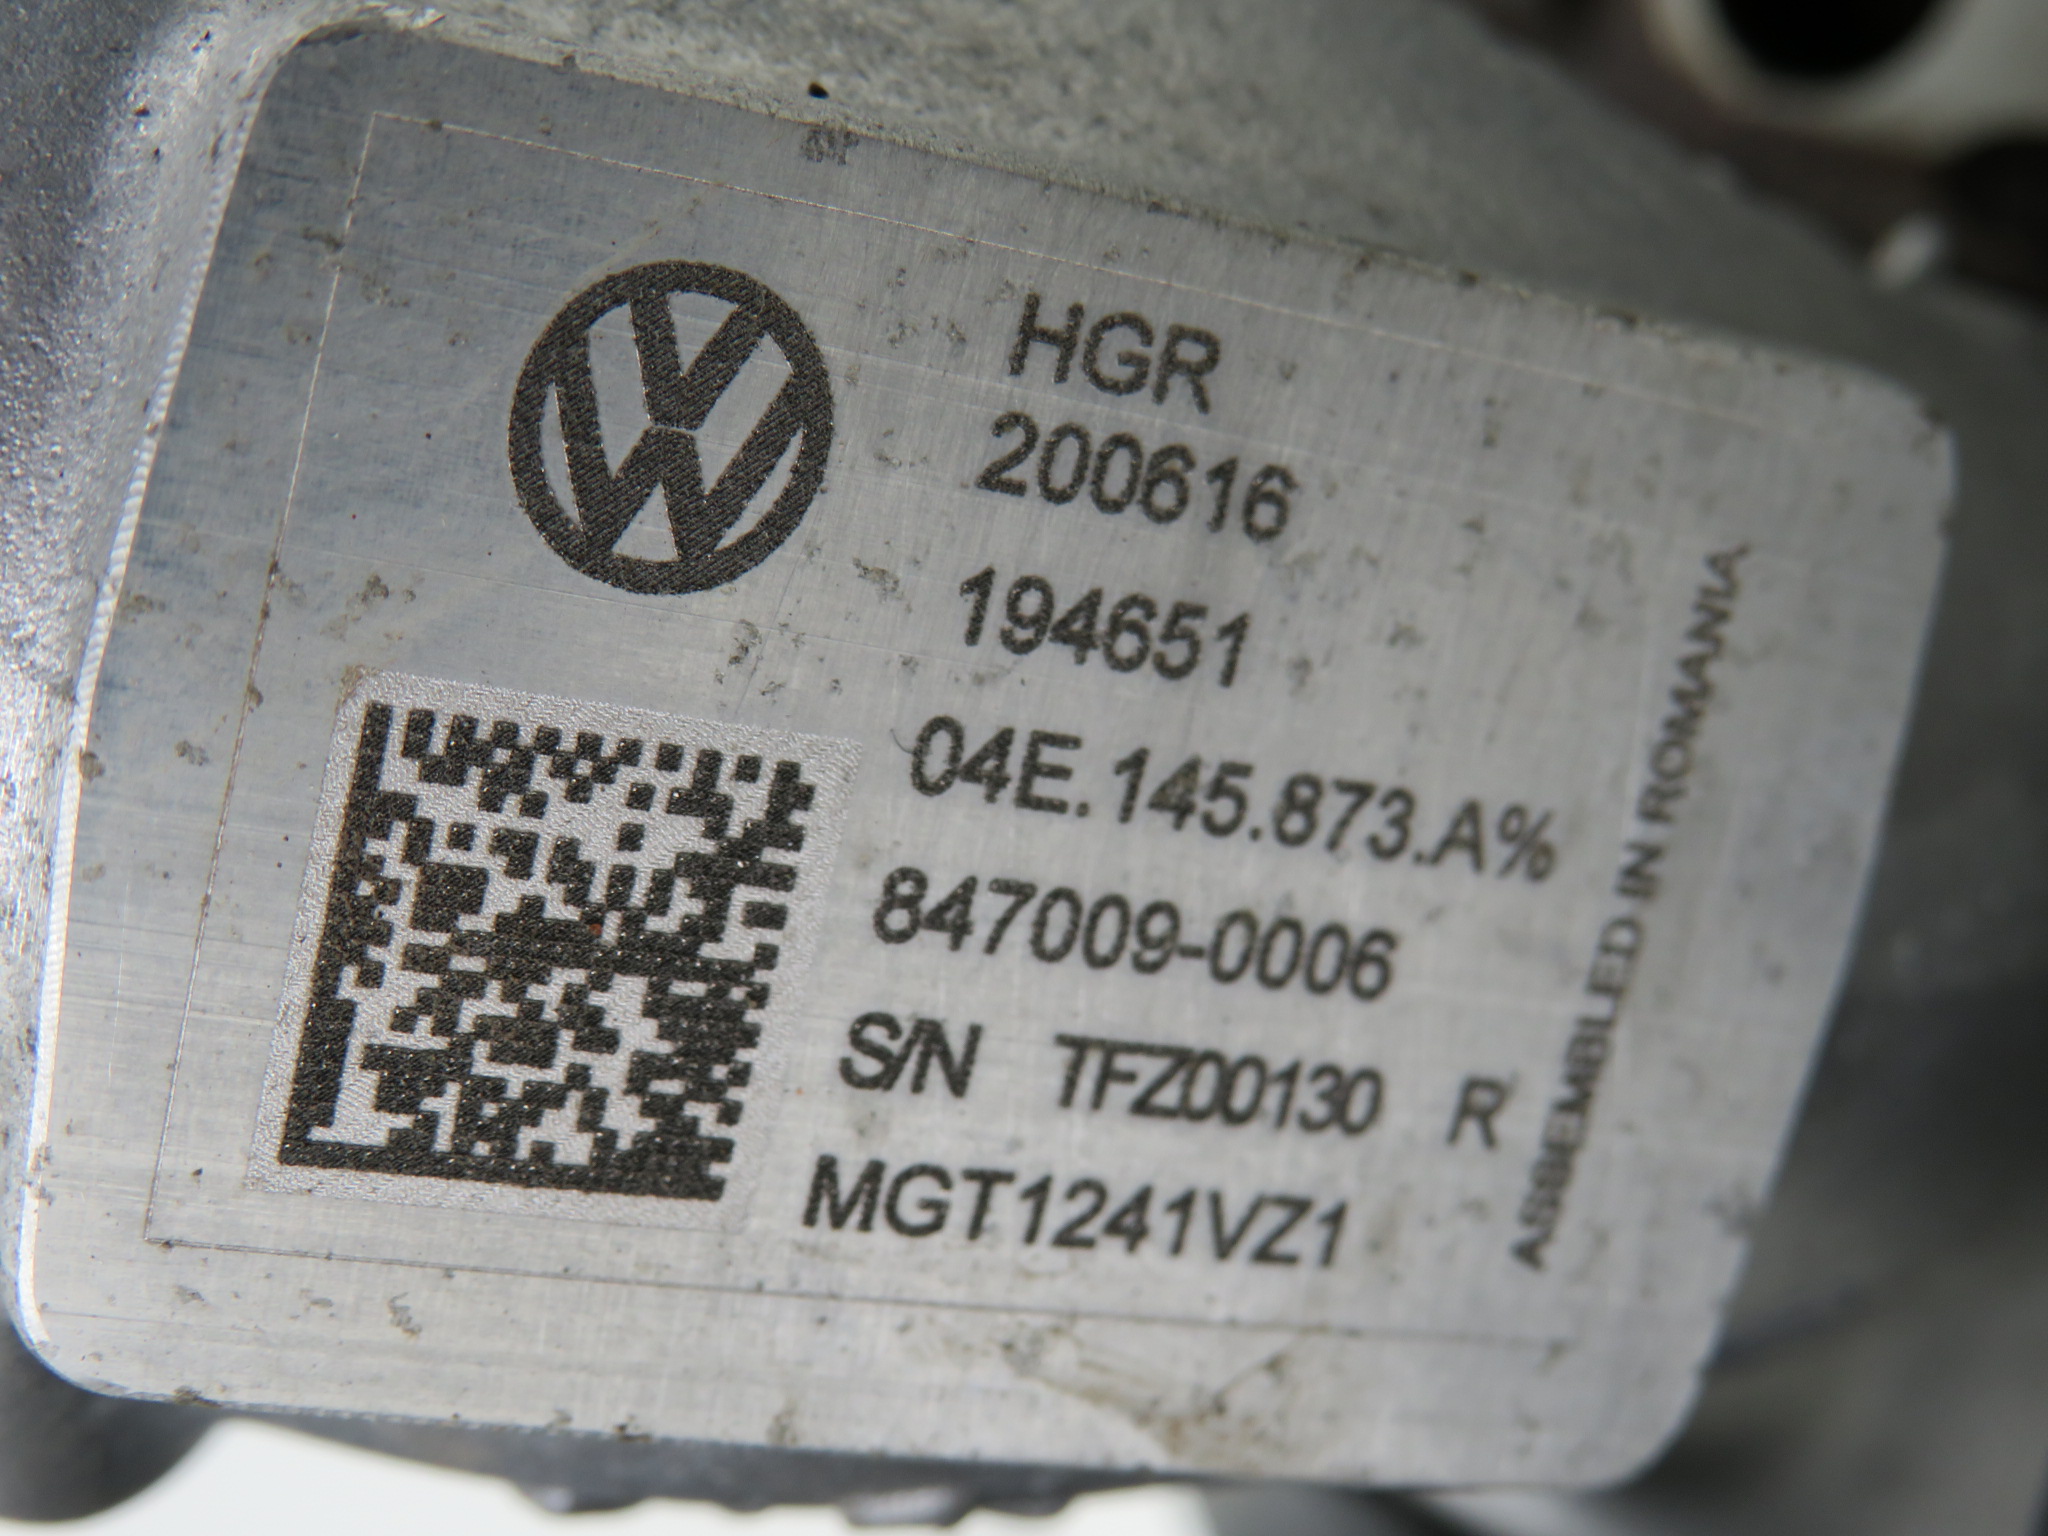 HGR
200616
194651
04E.145.873.A%
847009-0006
S/N TFZ00130 R
MGT1241VZ1
ASSEMBLED IN ROMANIA